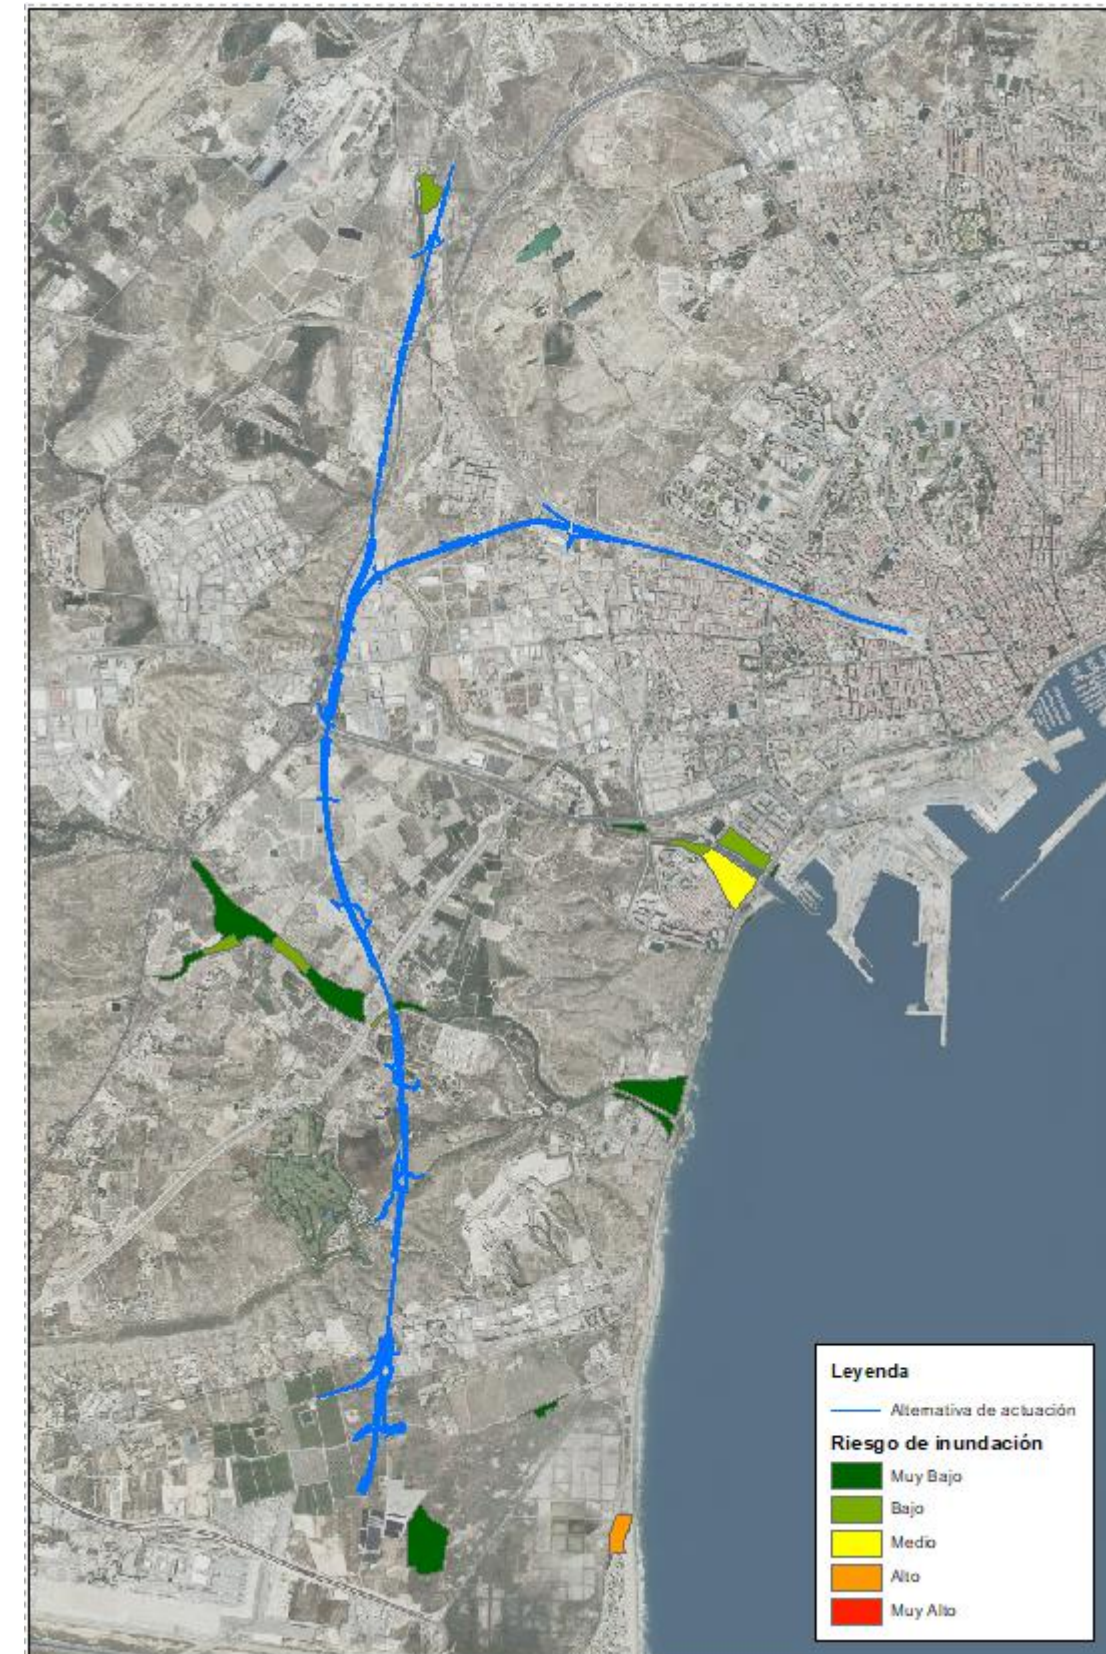 Leyenda
Alternativa de actuación
Riesgo de inundación
Muy Bajo
Bajo
Medio
Alto
Muy Alto